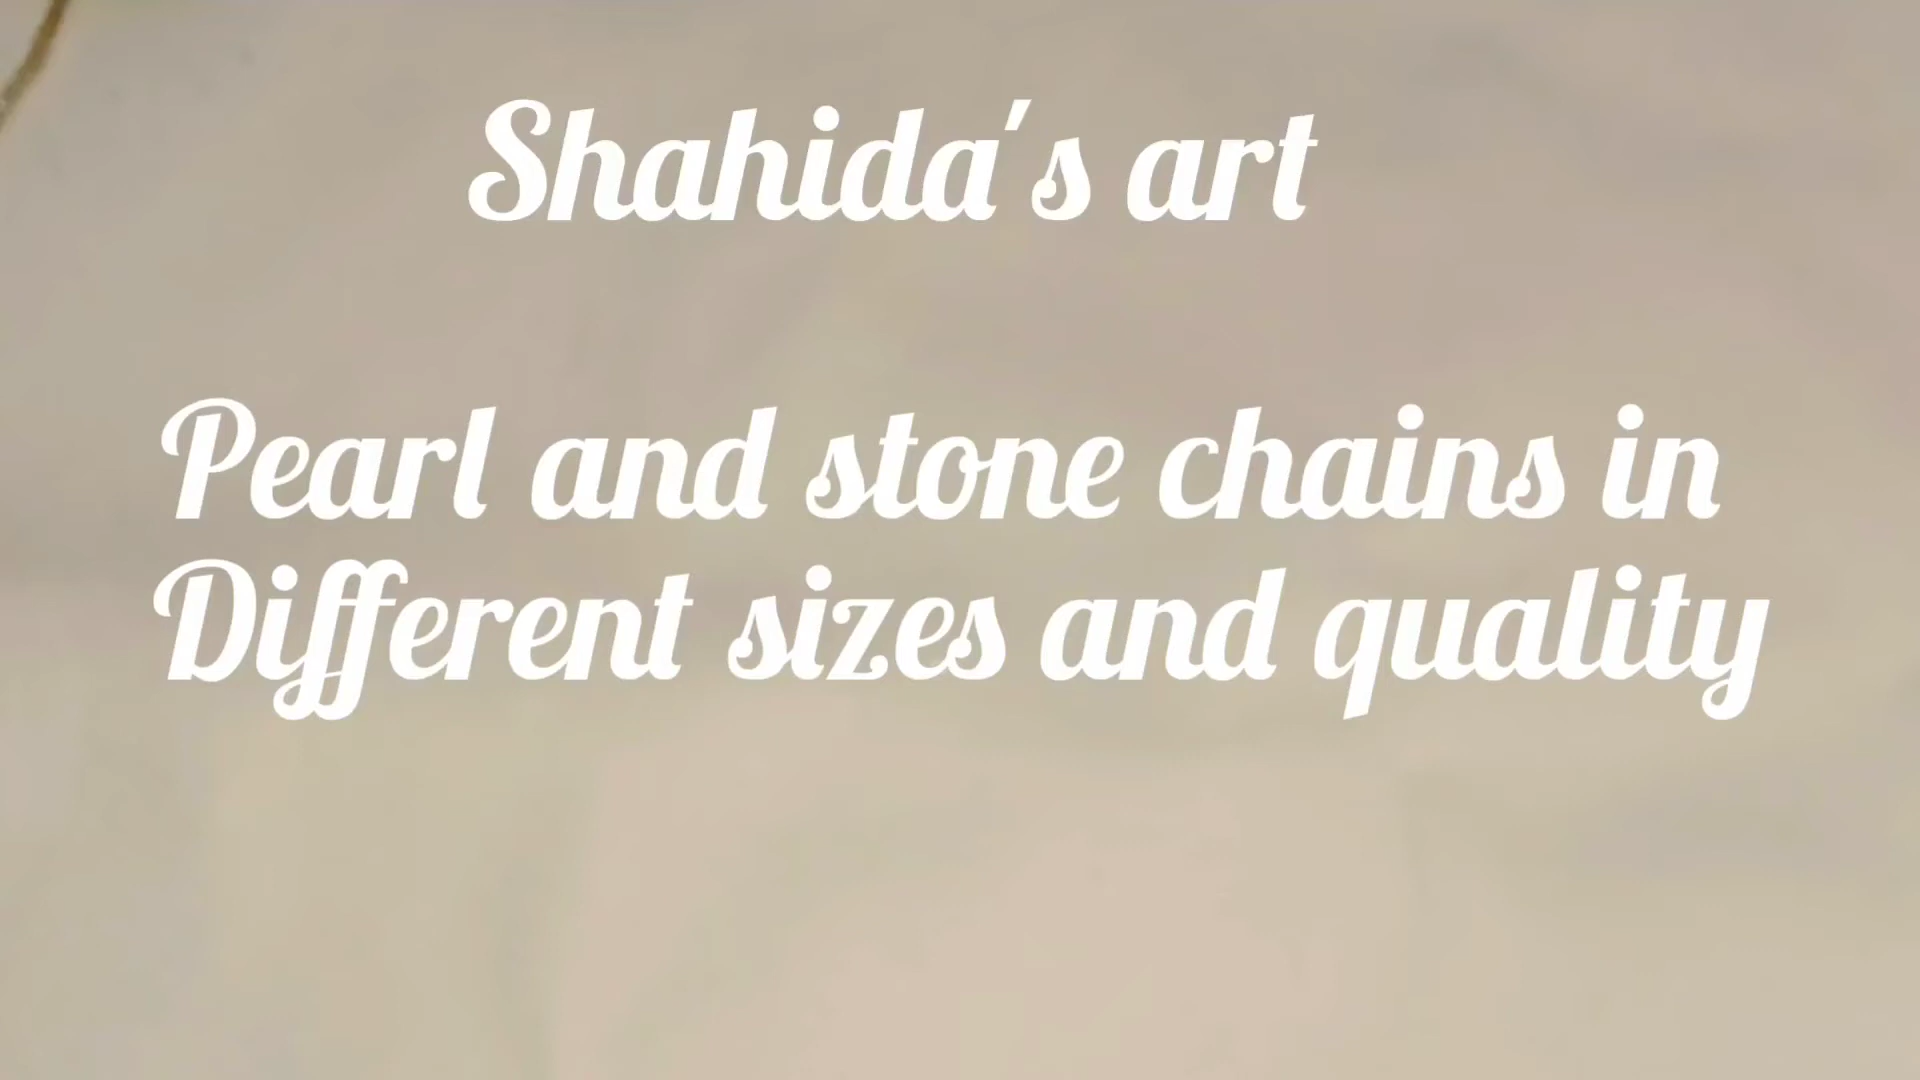 Shahida's art
Pearl and stone chains in
Different sizes and quality